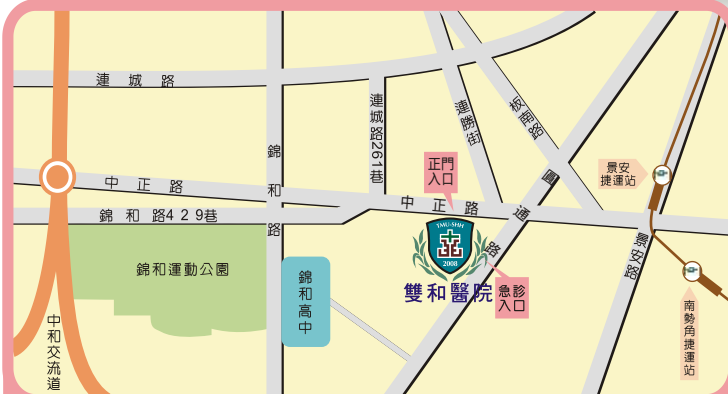 連城路
連城路261巷
連勝街
板南路
錦和路
中正路
錦和路429巷
正門
入口
中正路
圓通路
景安
捷運站
景安路
TMU-SHH
2008
雙和醫院
急診
入口
錦和運動公園
錦和高中
中和交流道
南勢角捷運站